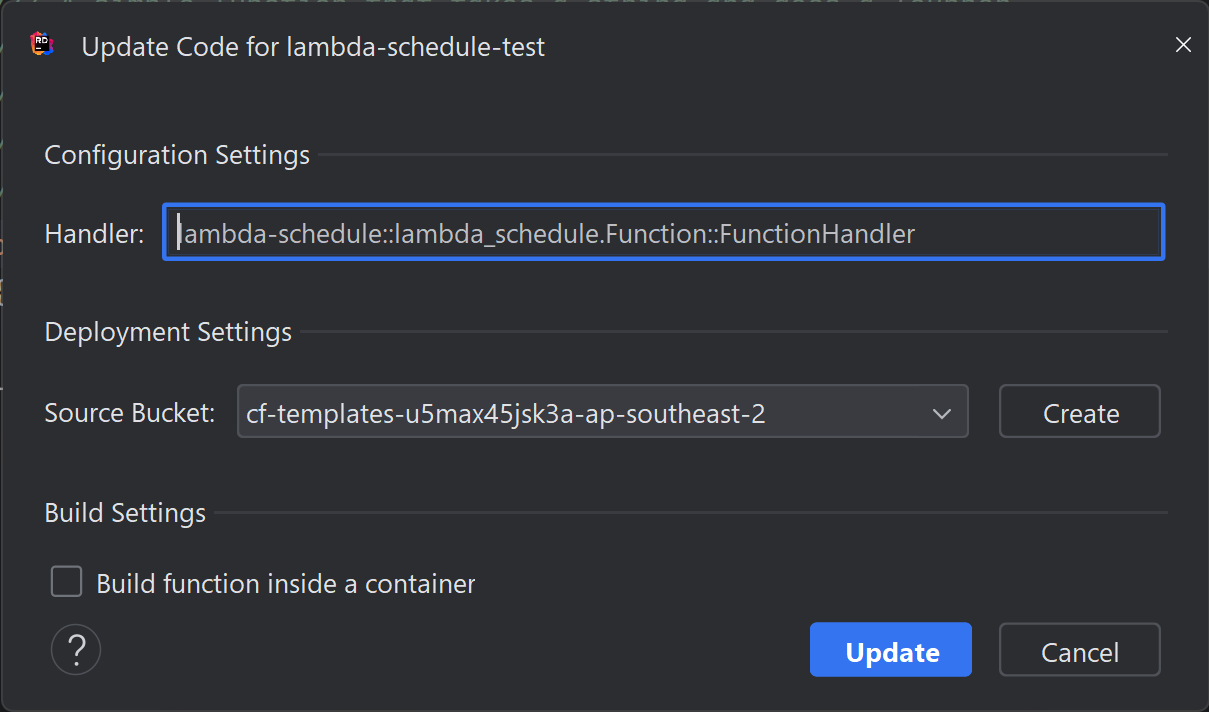 RD
Update Code for lambda-schedule-test
Configuration Settings
Handler: lambda-schedule::lambda_schedule.Function::FunctionHandler
Deployment Settings
Source Bucket: cf-templates-u5max45jsk3a-ap-southeast-2 Create
Build Settings
Build function inside a container
? Update Cancel